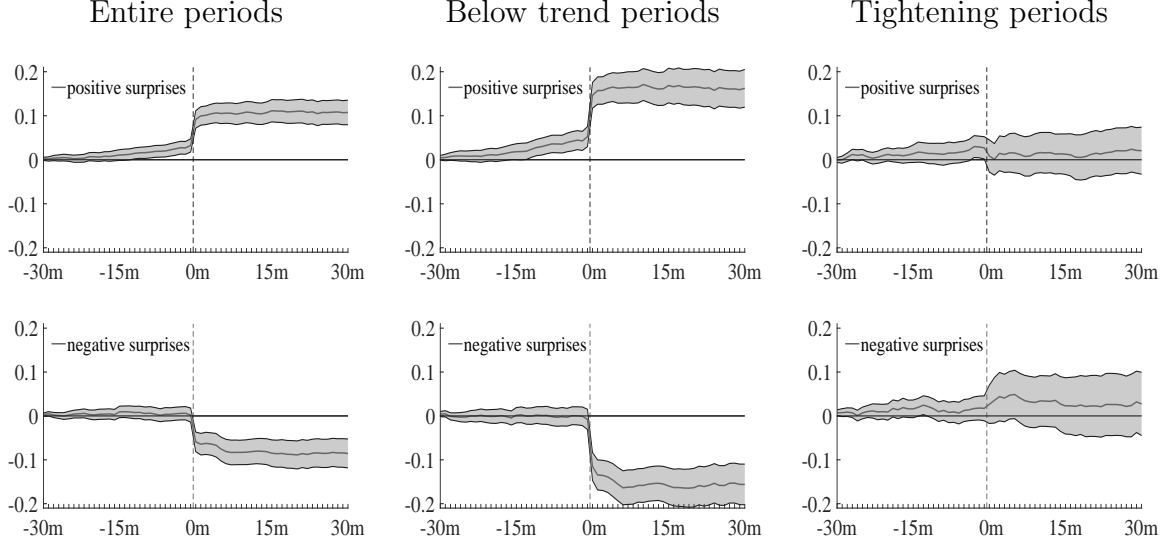 Entire periods Below trend periods Tightening periods
0.2 0.2 0.2
positive surprises positive surprises positive surprises
0.1 0.1 0.1
0 0 0
-0.1 -0.1 -0.1
-0.2 -0.2 -0.2
-30m -15m 0m 15m 30m -30m -15m 0m 15m 30m -30m -15m 0m 15m 30m
0.2 0.2 0.2
negative surprises negative surprises negative surprises
0.1 0.1 0.1
0 0 0
-0.1 -0.1 -0.1
-0.2 -0.2 -0.2
-30m -15m 0m 15m 30m -30m -15m 0m 15m 30m -30m -15m 0m 15m 30m